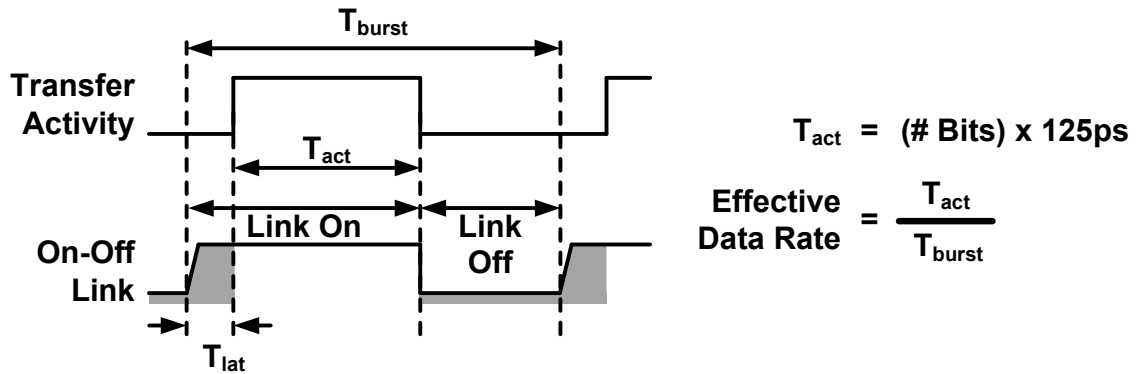 Tburst
Transfer
Activity
Tact
Link On
Link
Off
On-Off
Link
Tlat
Tact = (# Bits) x 125ps
Effective
Data Rate
=
Tact
Tburst